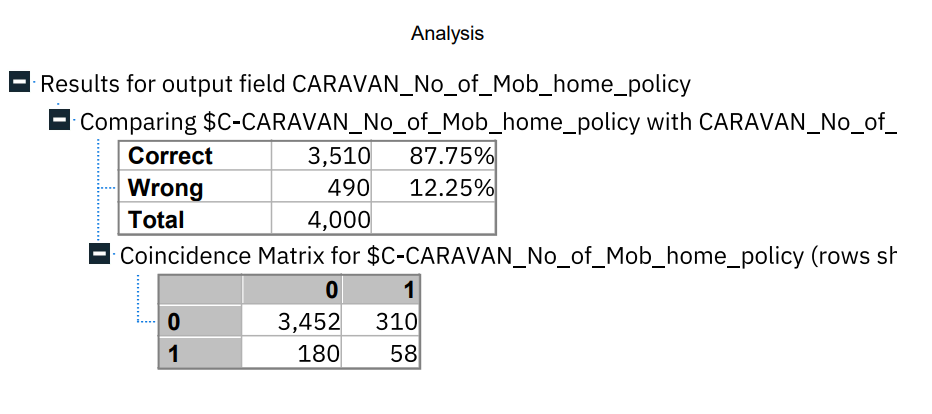 Analysis
Results for output field CARAVAN_No_of_Mob_home_policy
Comparing $C-CARAVAN_No_of_Mob_home_policy with CARAVAN_No_of_
Correct 3,510 87.75%
Wrong 490 12.25%
Total 4,000
Coincidence Matrix for $C-CARAVAN_No_of_Mob_home_policy (rows sh
0 1
0 3,452 310
1 180 58